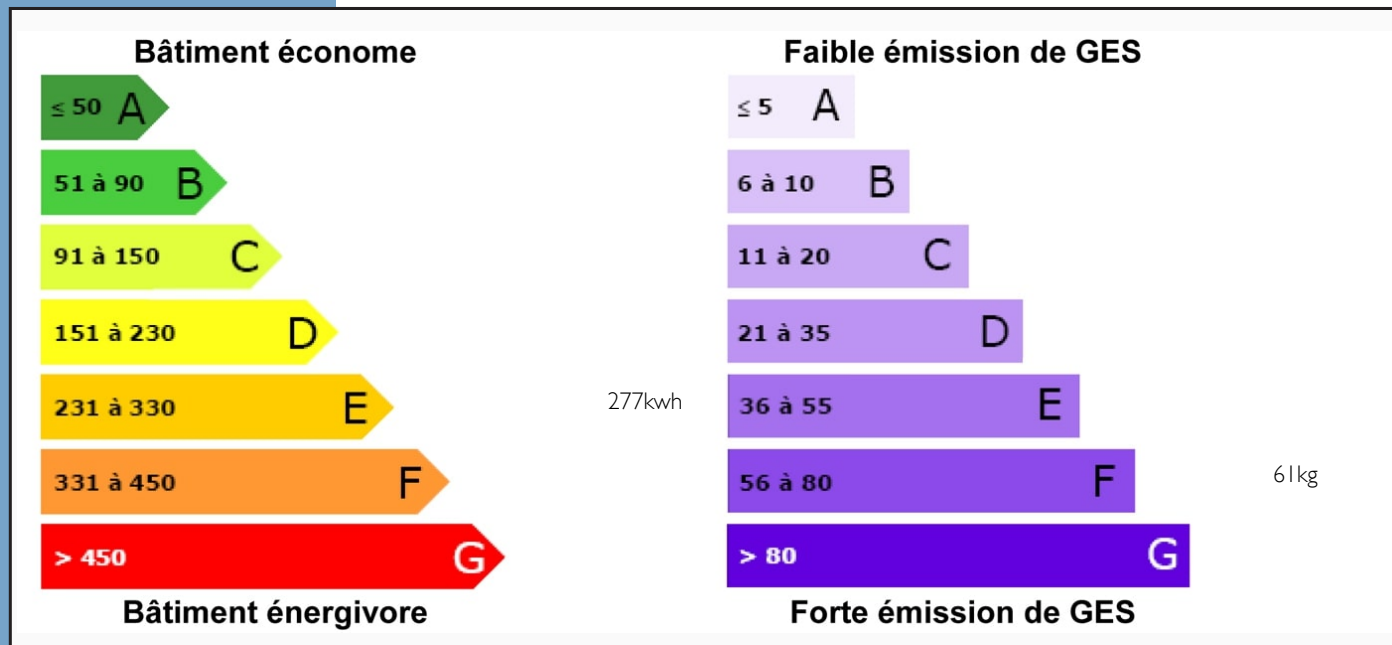 Bâtiment économe
≤ 50 A
51 à 90 B
91 à 150 C
151 à 230 D
231 à 330 E
277kwh
331 à 450 F
> 450 G
Bâtiment énergivore
Faible émission de GES
≤ 5 A
6 à 10 B
11 à 20 C
21 à 35 D
36 à 55 E
56 à 80 F
61kg
> 80 G
Forte émission de GES